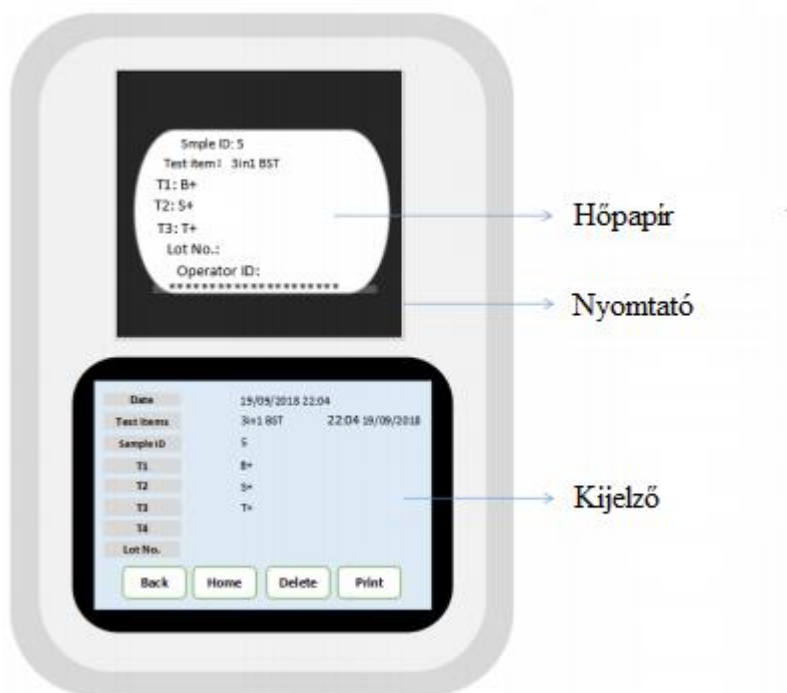 Smple ID: 5
Test item: 3in1 BST
T1: B+
T2: S+
T3: T+
Lot No.:
Operator ID:
*********************
Hőpapír
Nyomtató
Date 19/09/2018 22:04
Test Items 3in1 BST 22:04 19/09/2018
Sample ID 5
T1 B+
T2 S+
T3 T+
T4
Lot No.
Kijelző
Back Home Delete Print